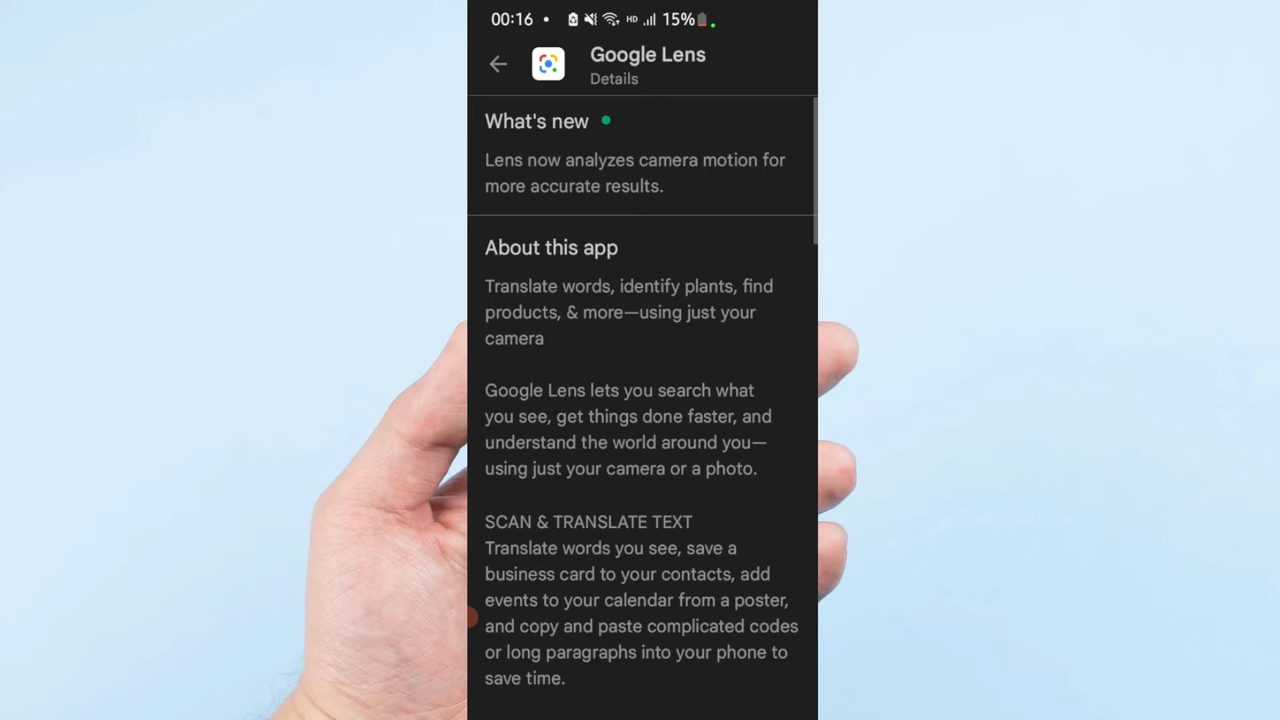 00:16 • HD 15%
Google Lens
Details
What's new
Lens now analyzes camera motion for
more accurate results.
About this app
Translate words, identify plants, find
products, & more—using just your
camera
Google Lens lets you search what
you see, get things done faster, and
understand the world around you—
using just your camera or a photo.
SCAN & TRANSLATE TEXT
Translate words you see, save a
business card to your contacts, add
events to your calendar from a poster,
and copy and paste complicated codes
or long paragraphs into your phone to
save time.